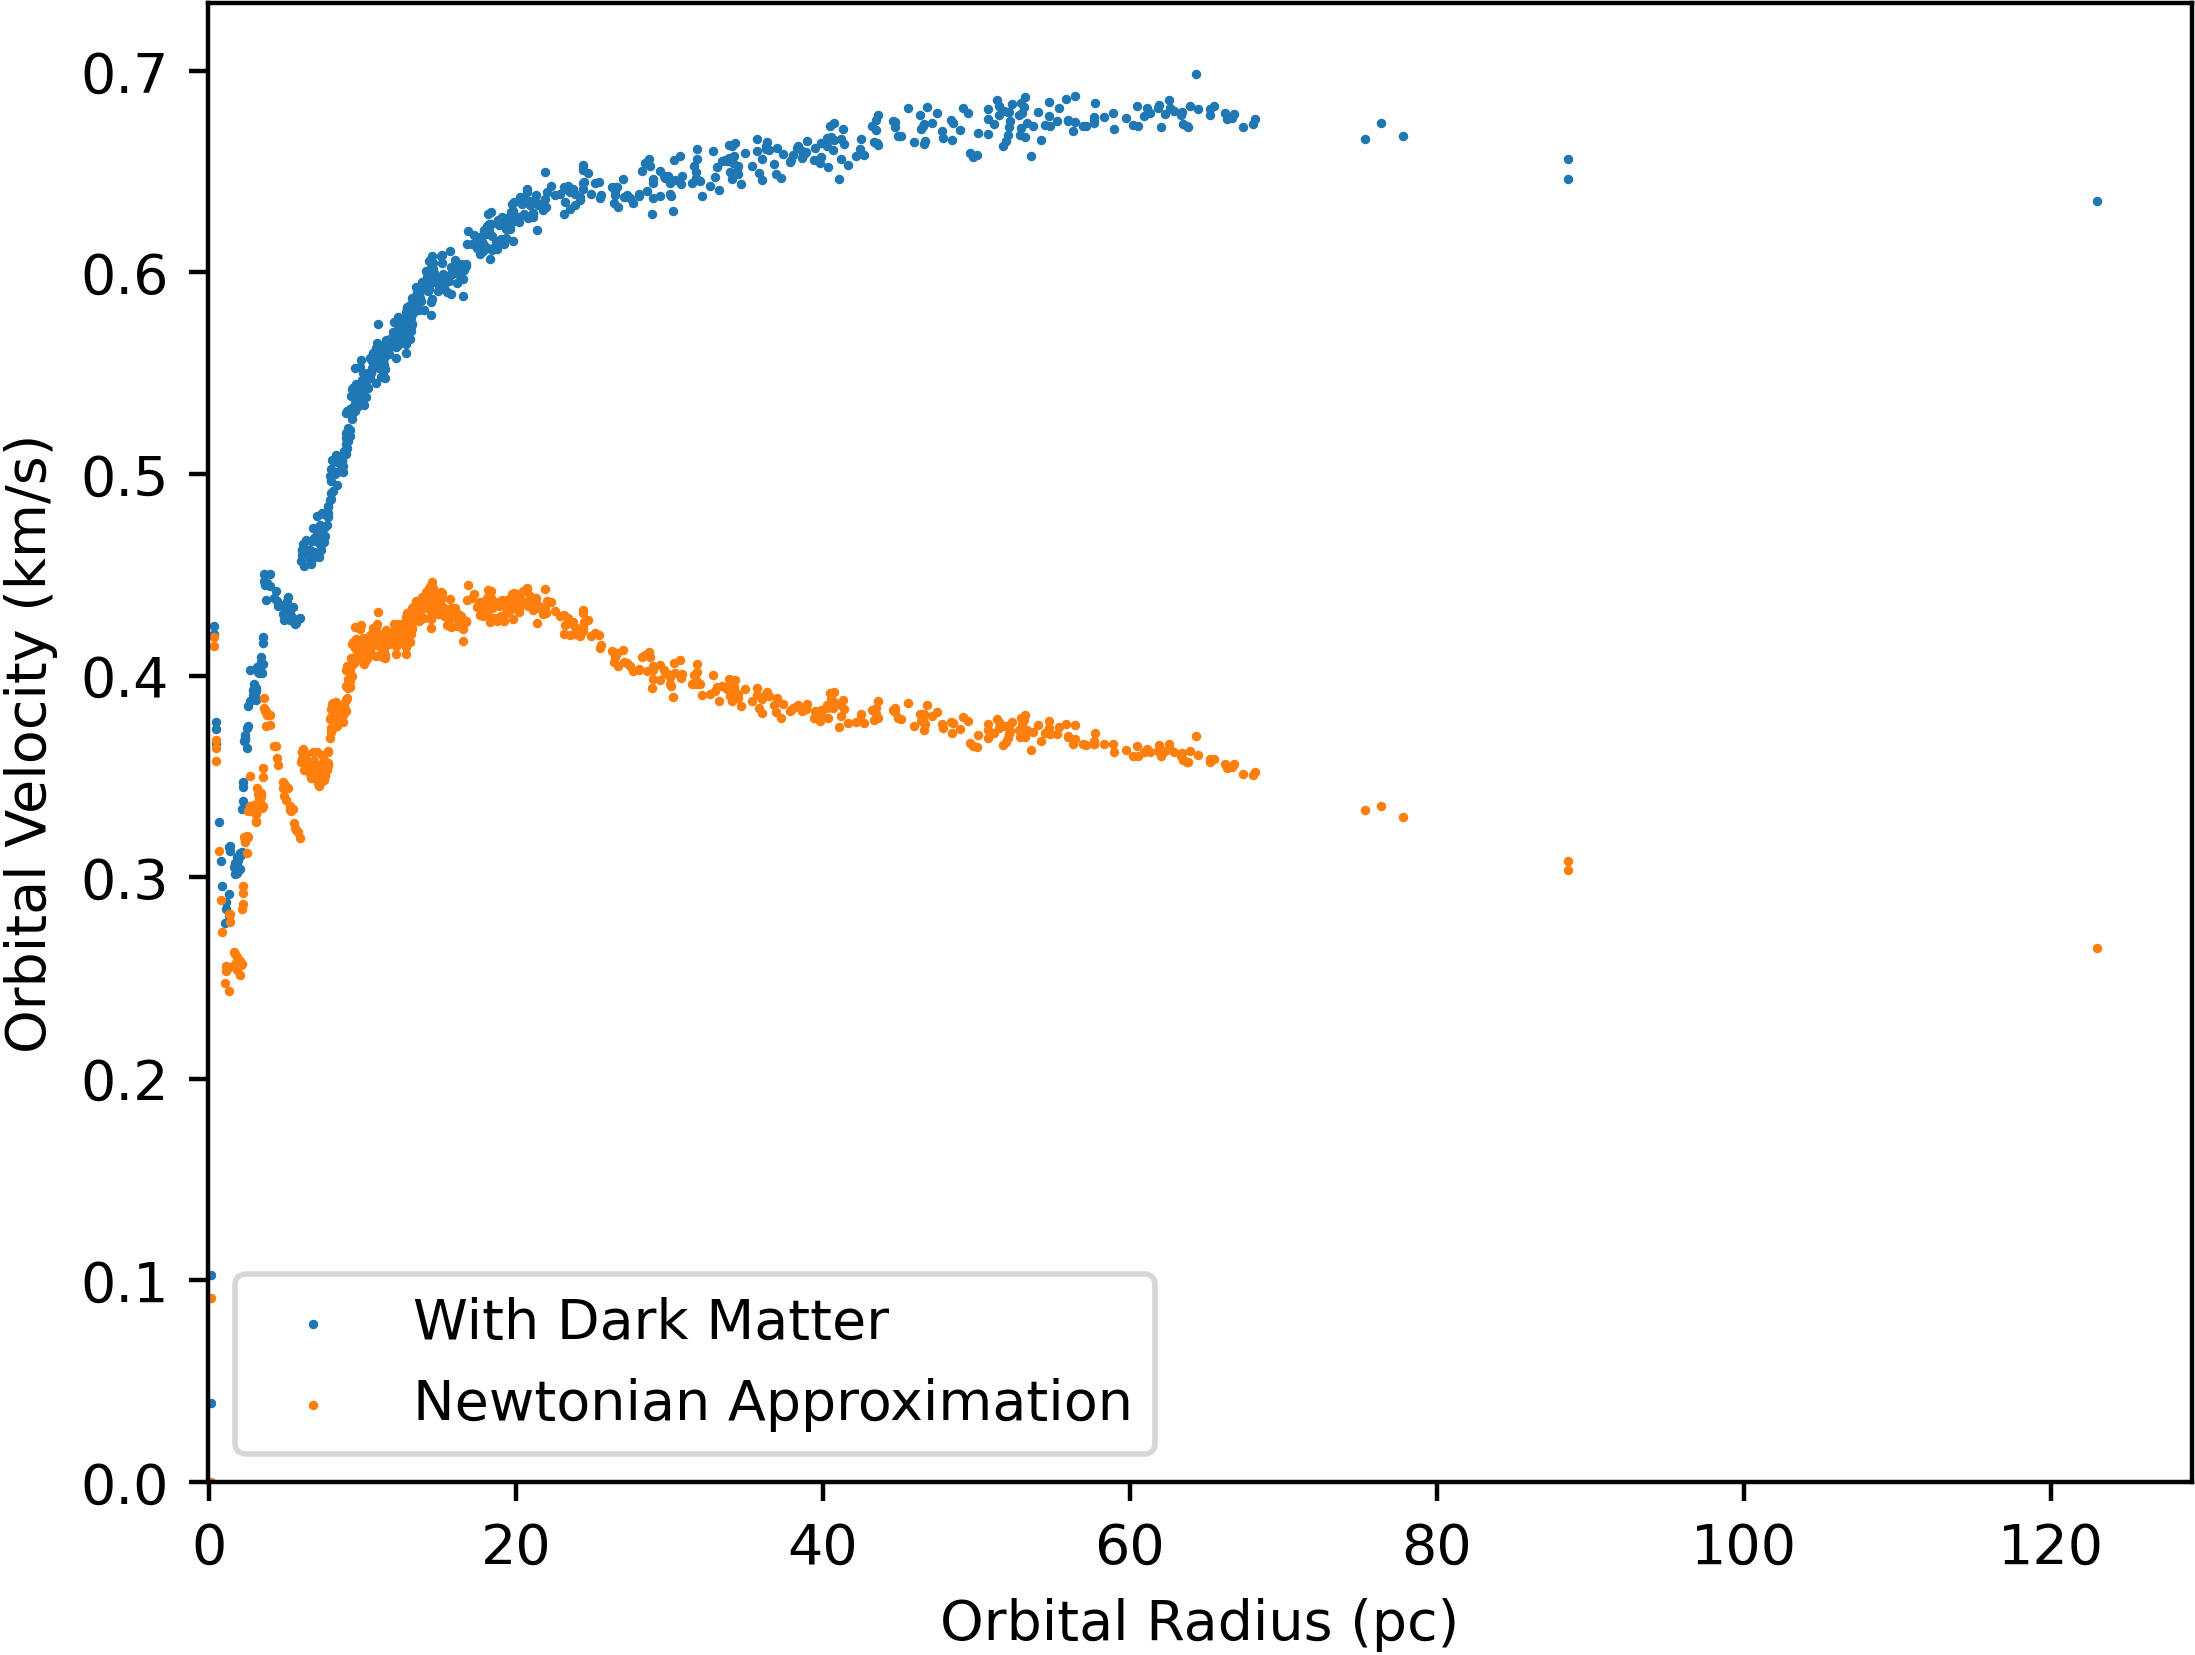 0.7
0.6
0.5
0.4
0.3
0.2
0.1
0.0
Orbital Velocity (km/s)
With Dark Matter
Newtonian Approximation
0 20 40 60 80 100 120
Orbital Radius (pc)